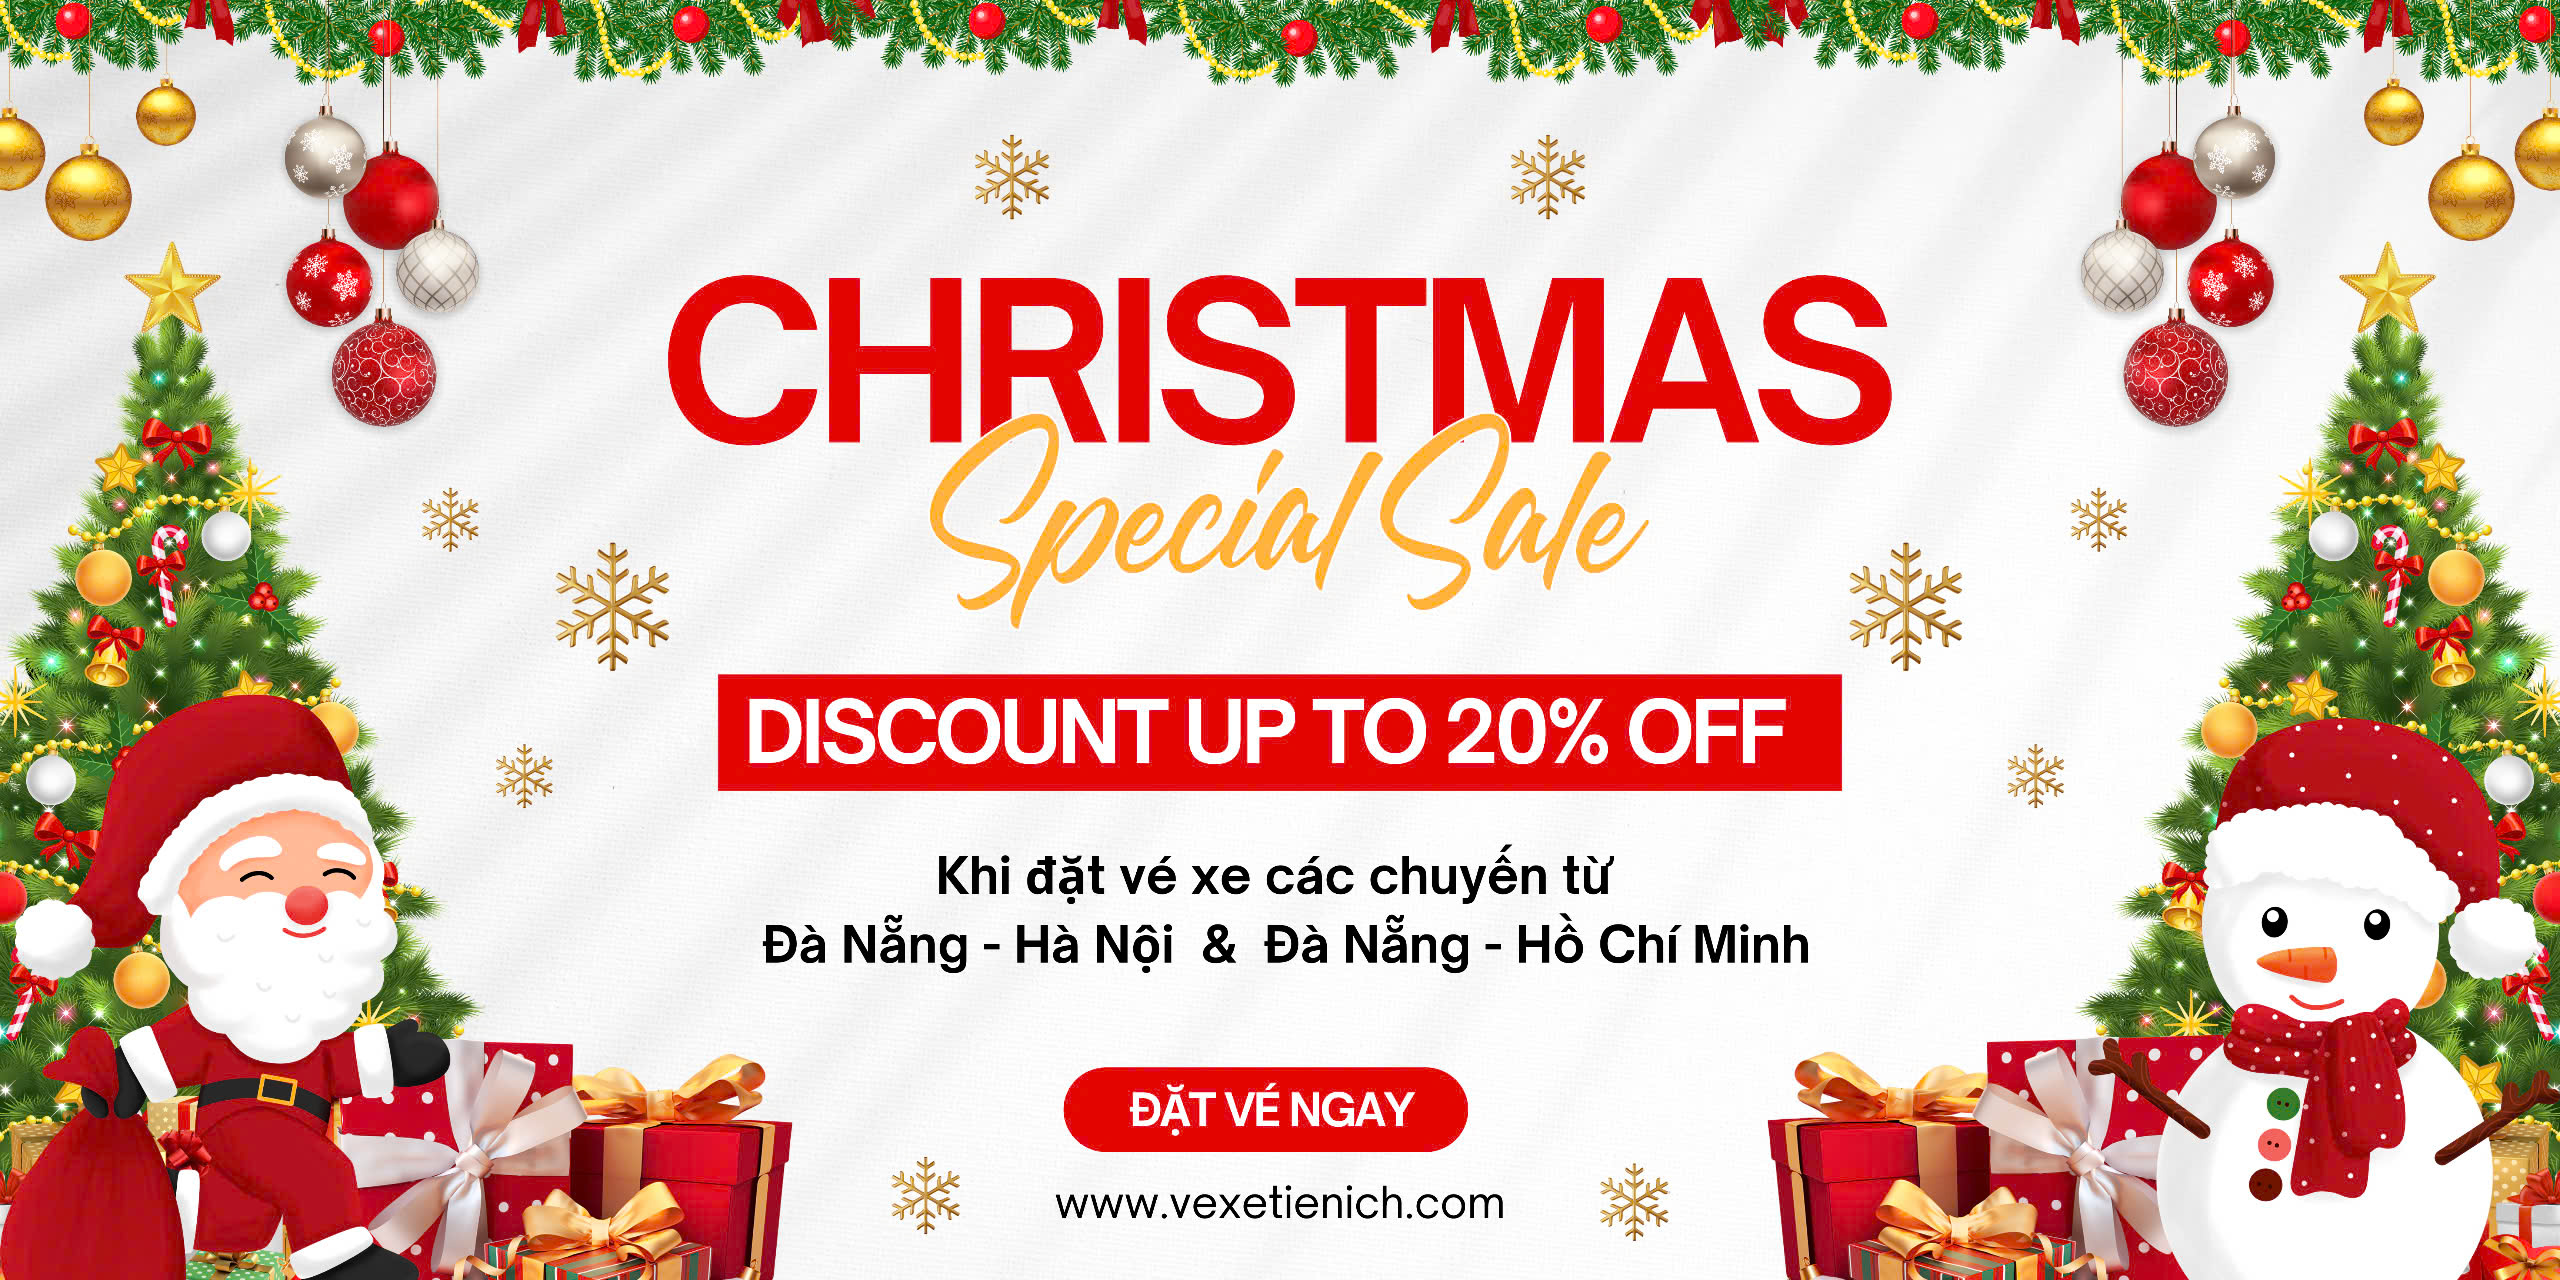 CHRISTMAS
Special Sale
DISCOUNT UP TO 20% OFF
Khi đặt vé xe các chuyến từ
Đà Nẵng - Hà Nội & Đà Nẵng - Hồ Chí Minh
ĐẶT VÉ NGAY
www.vexetienich.com